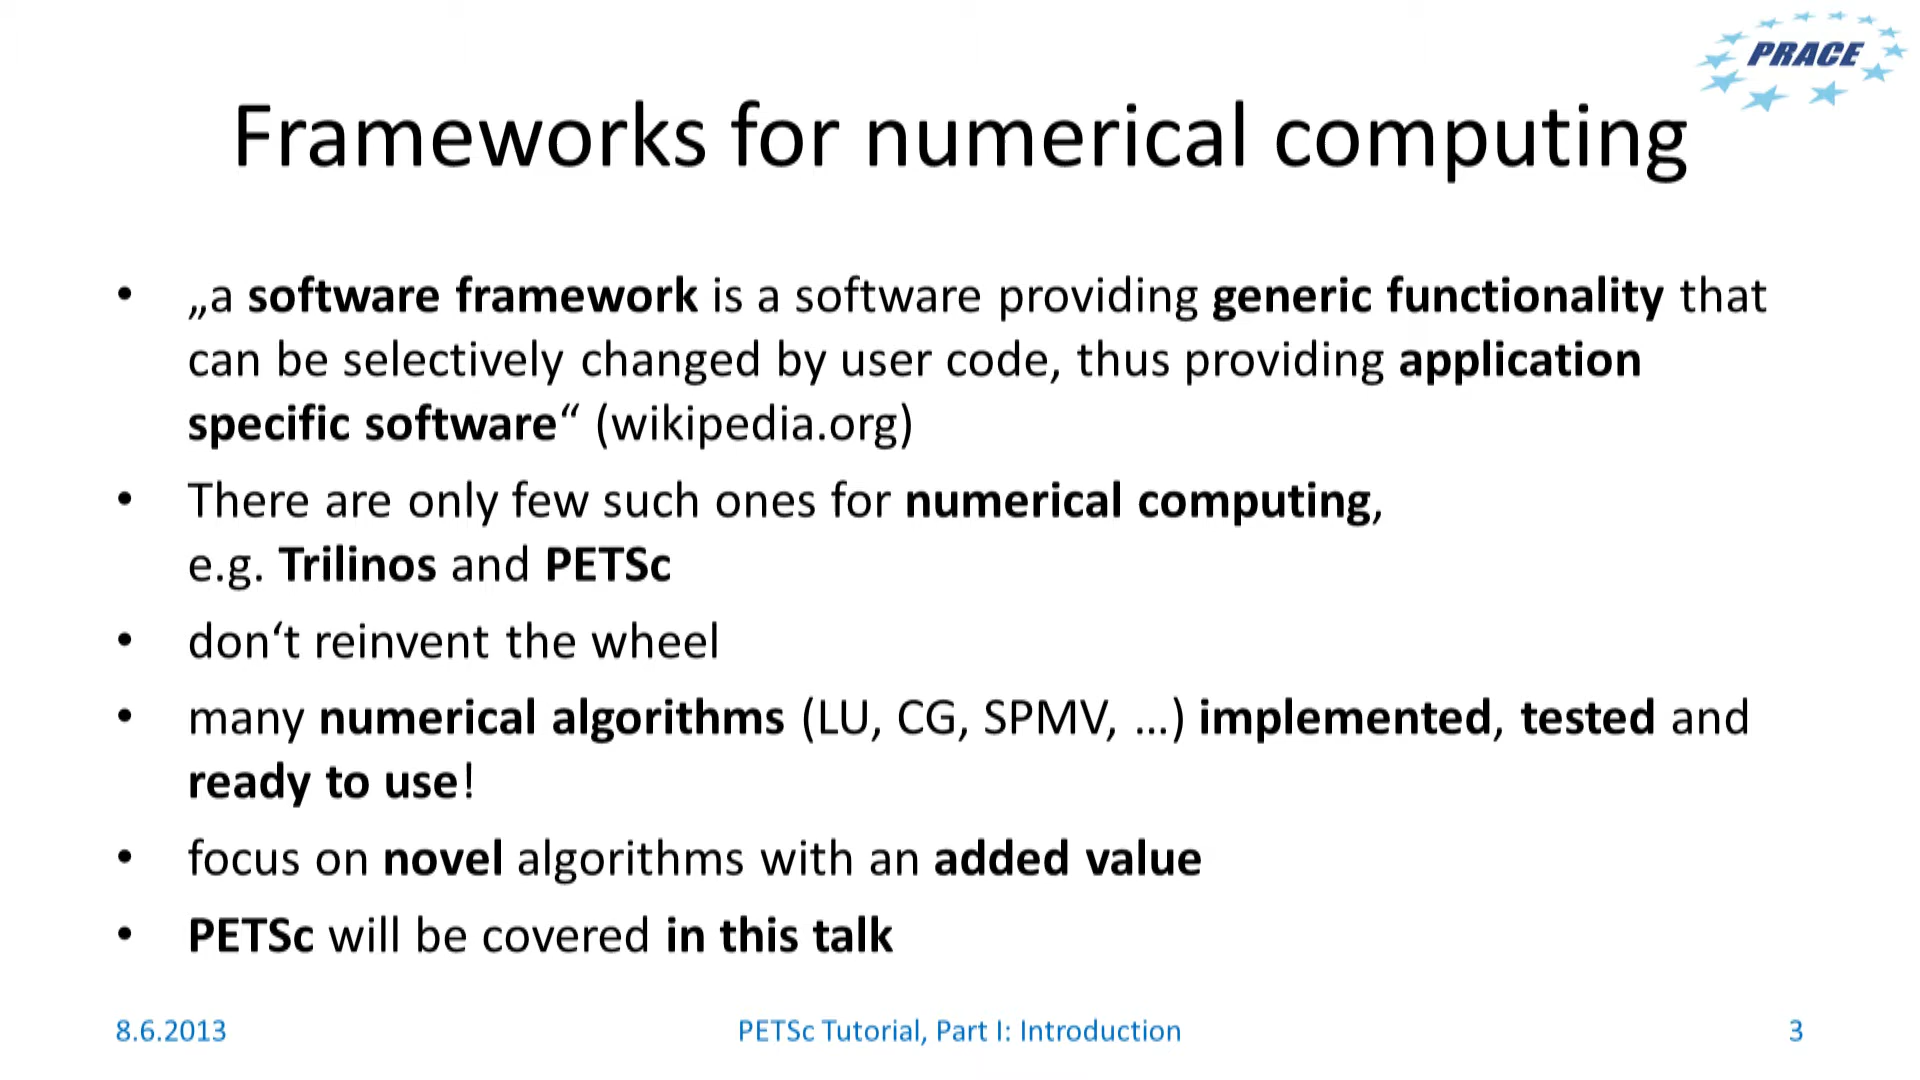 PRACE
Frameworks for numerical computing
• „a software framework is a software providing generic functionality that
can be selectively changed by user code, thus providing application
specific software“ (wikipedia.org)
• There are only few such ones for numerical computing,
e.g. Trilinos and PETSc
• don‘t reinvent the wheel
• many numerical algorithms (LU, CG, SPMV, ...) implemented, tested and
ready to use!
• focus on novel algorithms with an added value
• PETSc will be covered in this talk
8.6.2013 PETSc Tutorial, Part I: Introduction 3